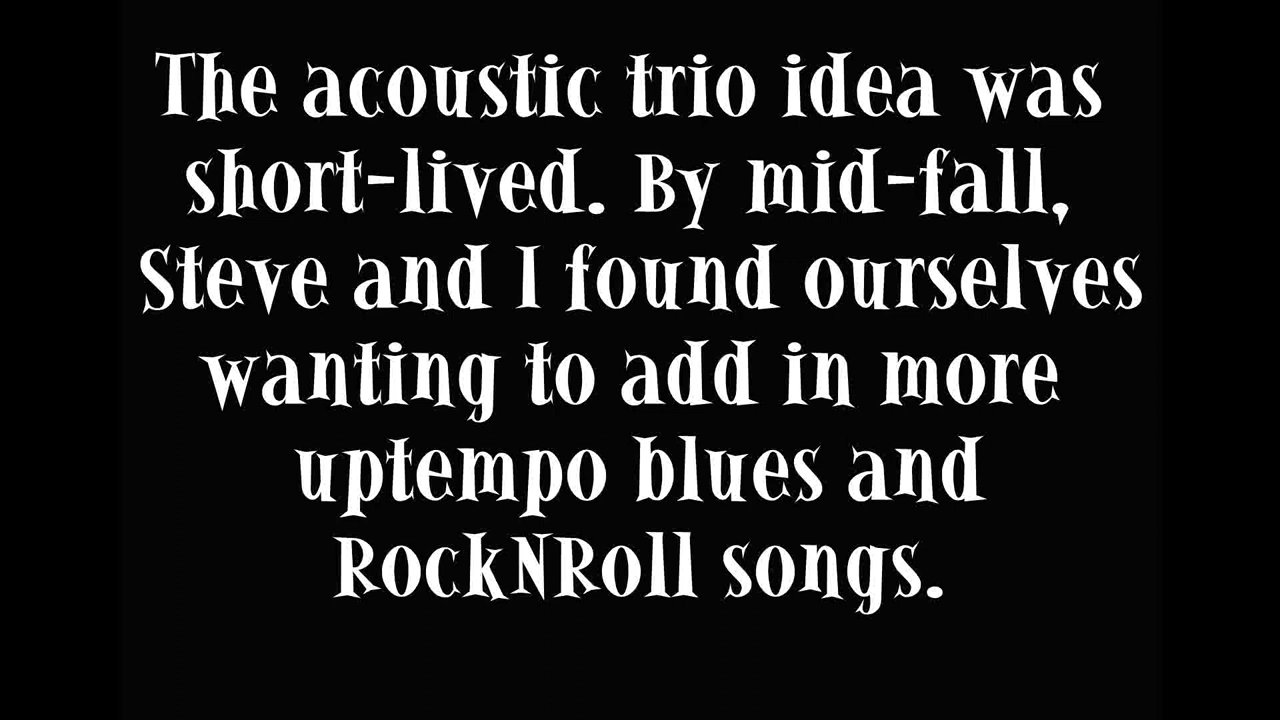 The acoustic trio idea was
short-lived. By mid-fall,
Steve and I found ourselves
wanting to add in more
uptempo blues and
RockNRoll songs.